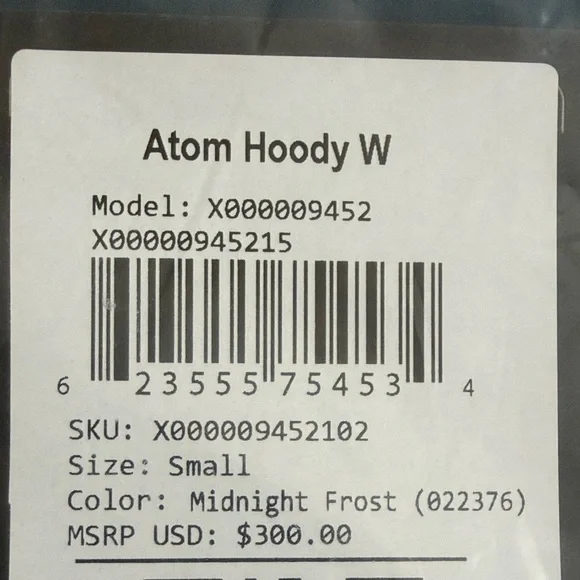 Atom Hoody W
Model: X000009452
X00000945215
6 23555 75453 4
SKU: X000009452102
Size: Small
Color: Midnight Frost (022376)
MSRP USD: $300.00